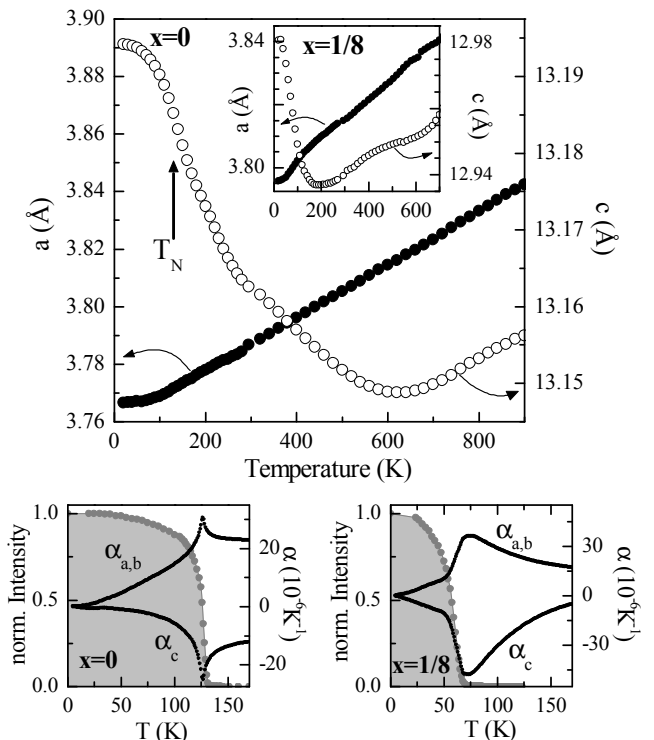 x=0
a (Å)
3.90
3.88
3.86
3.84
3.82
3.80
3.78
3.76
T_N
c (Å)
13.19
13.18
13.17
13.16
13.15
0 200 400 600 800
Temperature (K)
x=1/8
a (Å)
3.84
3.80
c (Å)
12.98
12.94
0 200 400 600
norm. Intensity
1.0
0.5
0.0
α_a,b
α_c
x=0
α (10⁻⁶K⁻¹)
20
0
-20
0 50 100 150
T (K)
norm. Intensity
1.0
0.5
0.0
α_a,b
α_c
x=1/8
α (10⁻⁶K⁻¹)
30
0
-30
0 50 100 150
T (K)